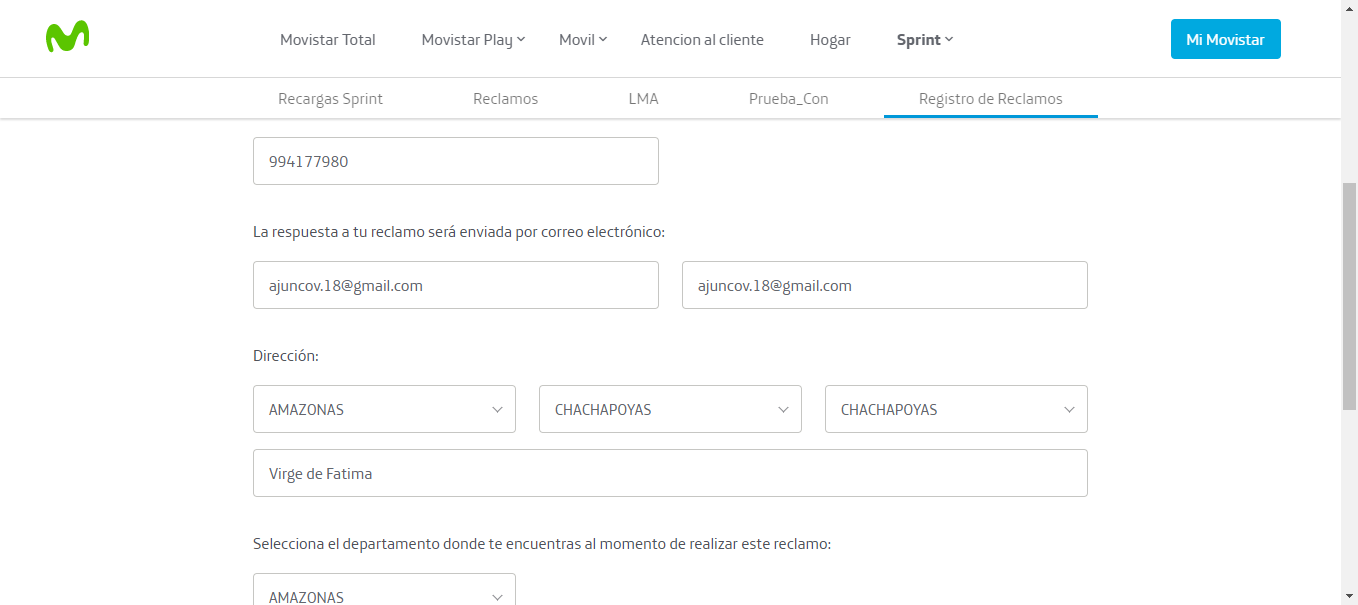 Movistar Total Movistar Play Movil Atencion al cliente Hogar Sprint Mi Movistar
Recargas Sprint Reclamos LMA Prueba_Con Registro de Reclamos
994177980
La respuesta a tu reclamo será enviada por correo electrónico:
ajuncov.18@gmail.com ajuncov.18@gmail.com
Dirección:
AMAZONAS CHACHAPOYAS CHACHAPOYAS
Virge de Fatima
Selecciona el departamento donde te encuentras al momento de realizar este reclamo:
AMAZONAS